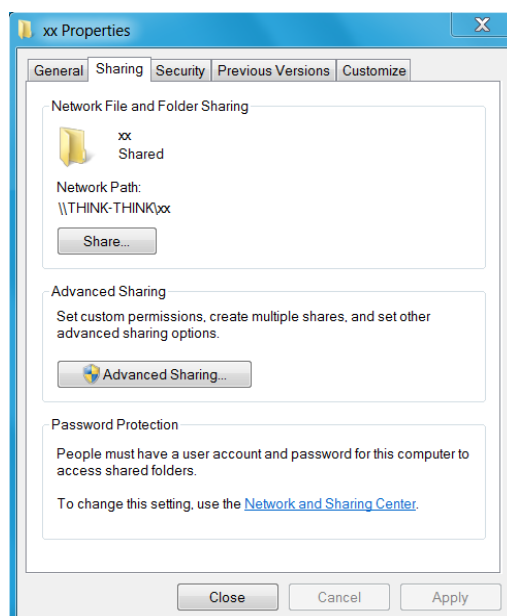 xx Properties
X
General Sharing Security Previous Versions Customize
Network File and Folder Sharing
xx
Shared
Network Path:
\\THINK-THINK\xx
Share...
Advanced Sharing
Set custom permissions, create multiple shares, and set other
advanced sharing options.
Advanced Sharing...
Password Protection
People must have a user account and password for this computer to
access shared folders.
To change this setting, use the Network and Sharing Center.
Close Cancel Apply